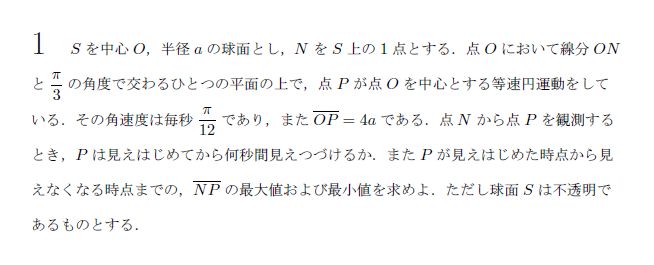 1 S を中心 O，半径 a の球面とし，N を S 上の 1 点とする．点 O において線分 ON
と π/3 の角度で交わるひとつの平面の上で，点 P が点 O を中心とする等速円運動をして
いる．その角速度は毎秒 π/12 であり，また \overline{OP} = 4a である．点 N から点 P を観測する
とき，P は見えはじめてから何秒間見えつづけるか．また P が見えはじめた時点から見
えなくなる時点までの，\overline{NP} の最大値および最小値を求めよ．ただし球面 S は不透明で
あるものとする．